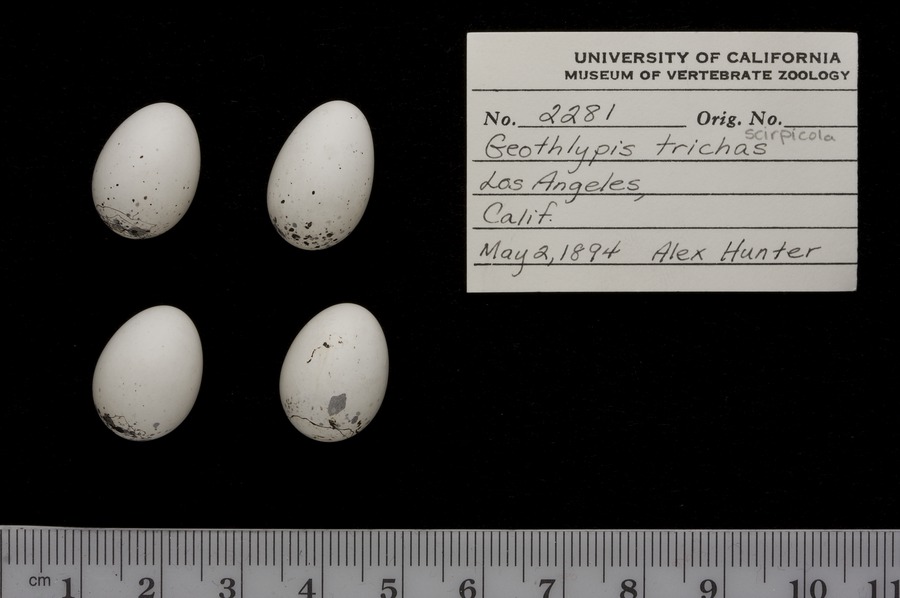 UNIVERSITY OF CALIFORNIA
MUSEUM OF VERTEBRATE ZOOLOGY
No. 2281 Orig. No.
scirpicola
Geothlypis trichas
Los Angeles,
Calif.
May 2, 1894 Alex Hunter
cm 1 2 3 4 5 6 7 8 9 10 11